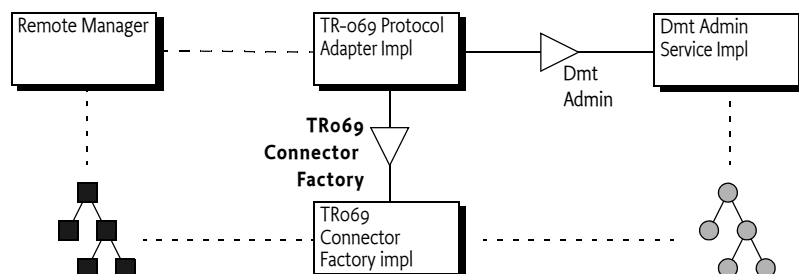 Remote Manager
TR-069 Protocol
Adapter Impl
Dmt Admin
Service Impl
Dmt
Admin
TR069
Connector
Factory
TR069
Connector
Factory impl